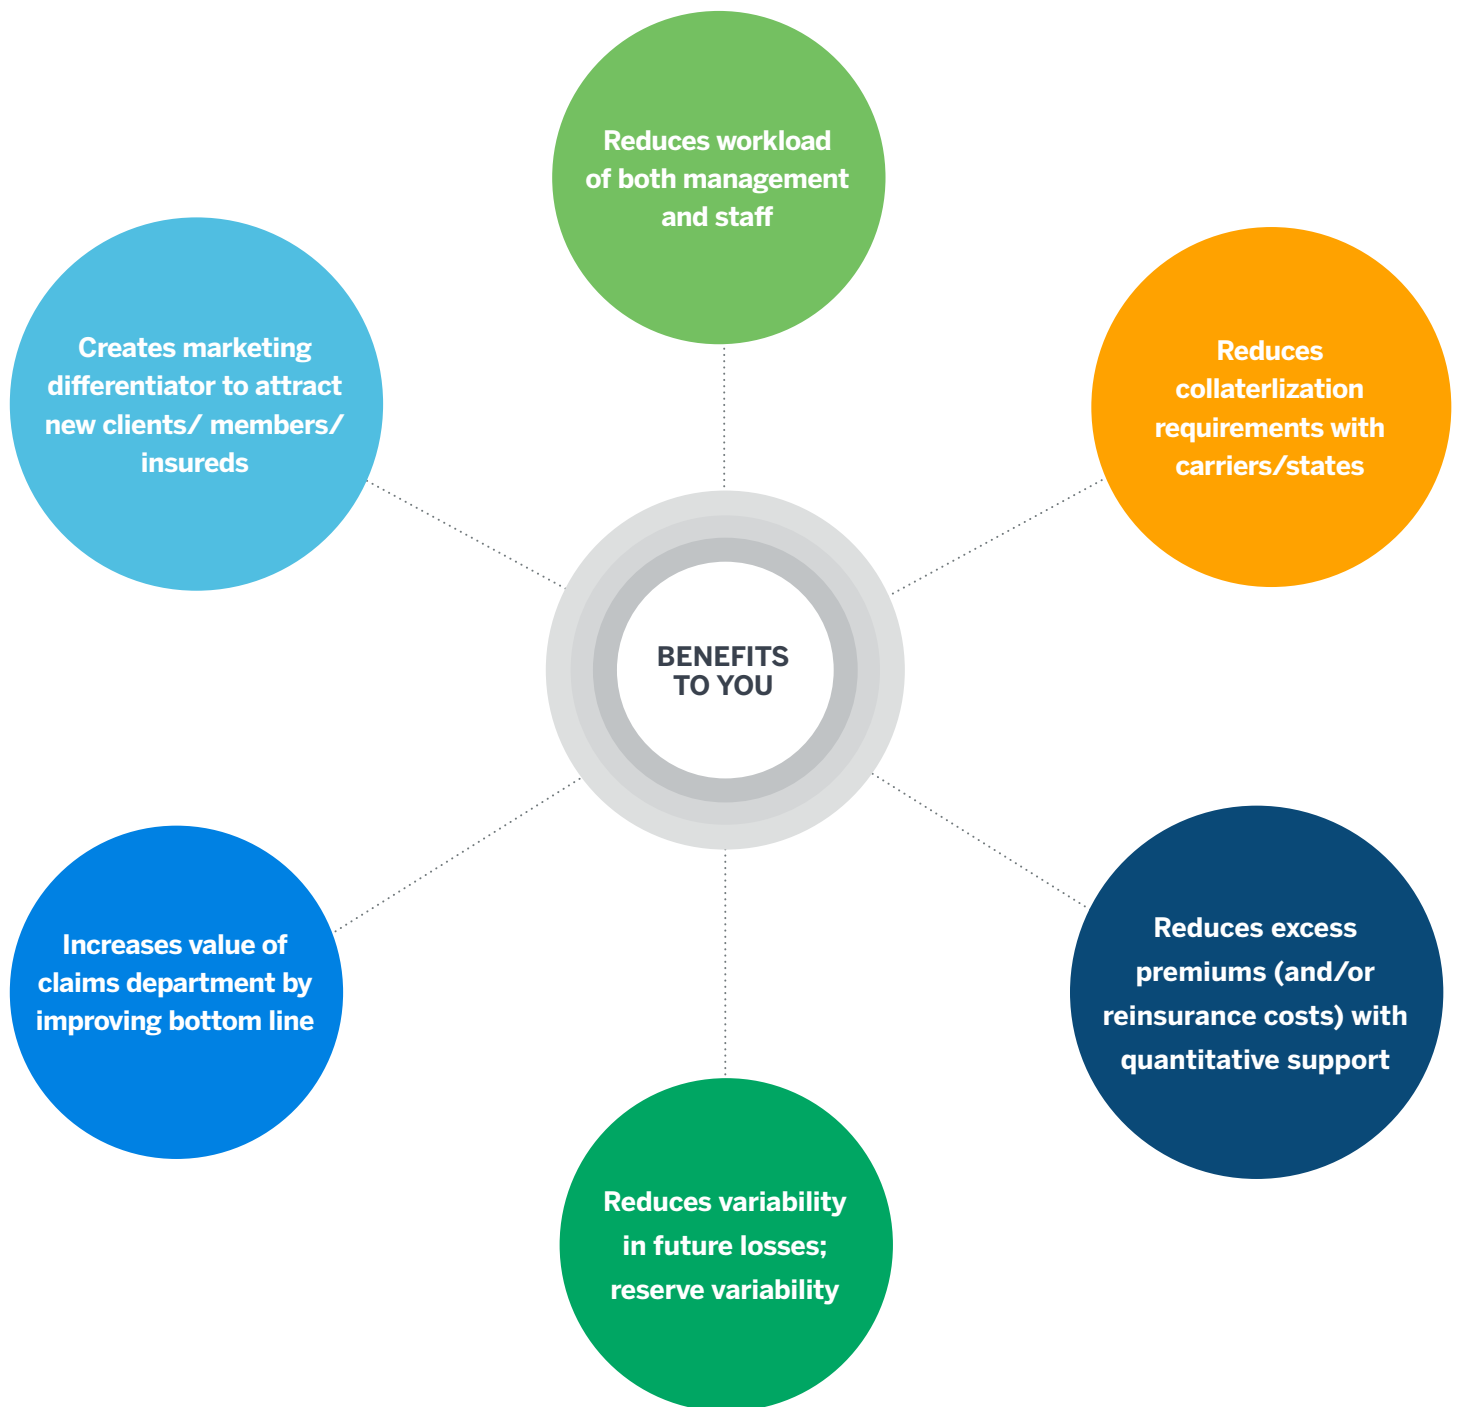 Reduces workload
of both management
and staff
Creates marketing
differentiator to attract
new clients/ members/
insureds
Reduces
collaterlization
requirements with
carriers/states
BENEFITS
TO YOU
Increases value of
claims department by
improving bottom line
Reduces excess
premiums (and/or
reinsurance costs) with
quantitative support
Reduces variability
in future losses;
reserve variability